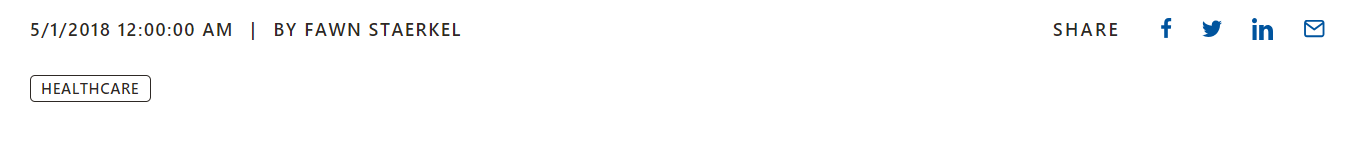 5/1/2018 12:00:00 AM | BY FAWN STAERKEL SHARE
HEALTHCARE